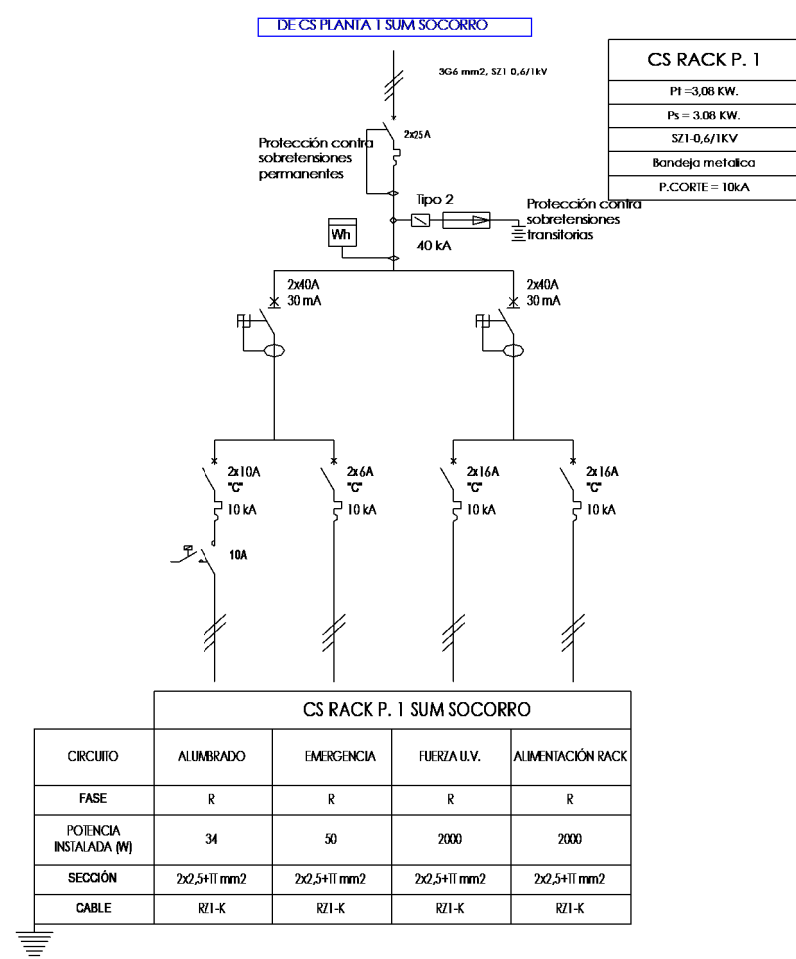 DE CS PLANTA 1 SUM SOCORRO
3G6 mm2, SZ1 0,6/1kV
CS RACK P. 1
Pt =3,08 KW.
Ps = 3.08 KW.
SZ1-0,6/1KV
Bandeja metalica
P.CORTE = 10kA
2x25A
Protección contra
sobretensiones
permanentes
Tipo 2
40 kA
Protección contra
sobretensiones
transitorias
Wh
2x40A
30 mA
2x40A
30 mA
2x10A
"C"
10 kA
2x6A
"C"
10 kA
2x16A
"C"
10 kA
2x16A
"C"
10 kA
10A
CS RACK P. 1 SUM SOCORRO
CIRCUITO ALUMBRADO EMERGENCIA FUERZA U.V. ALIMENTACIÓN RACK
FASE R R R R
POTENCIA
INSTALADA (W) 34 50 2000 2000
SECCIÓN 2x2,5+TT mm2 2x2,5+TT mm2 2x2,5+TT mm2 2x2,5+TT mm2
CABLE RZ1-K RZ1-K RZ1-K RZ1-K